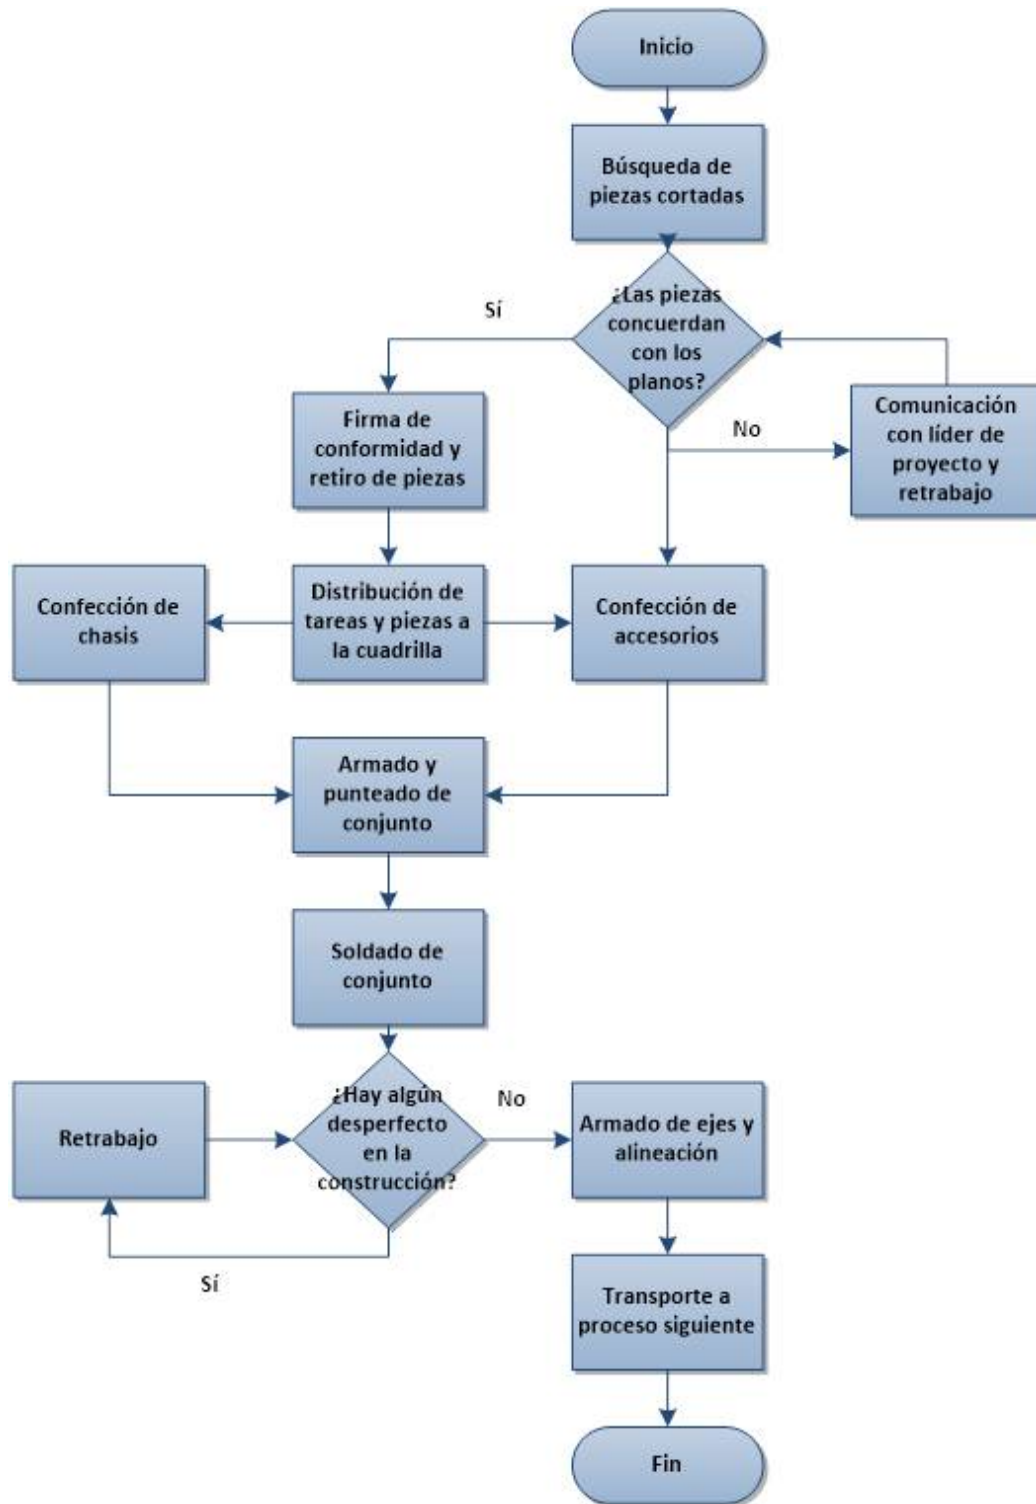 Inicio
Búsqueda de
piezas cortadas
¿Las piezas
concuerdan
con los
planos?
Sí
No
Comunicación
con líder de
proyecto y
retrabajo
Firma de
conformidad y
retiro de piezas
Confección de
chasis
Distribución de
tareas y piezas a
la cuadrilla
Confección de
accesorios
Armado y
punteado de
conjunto
Soldado de
conjunto
Retrabajo
¿Hay algún
desperfecto
en la
construcción?
No
Sí
Armado de ejes y
alineación
Transporte a
proceso siguiente
Fin